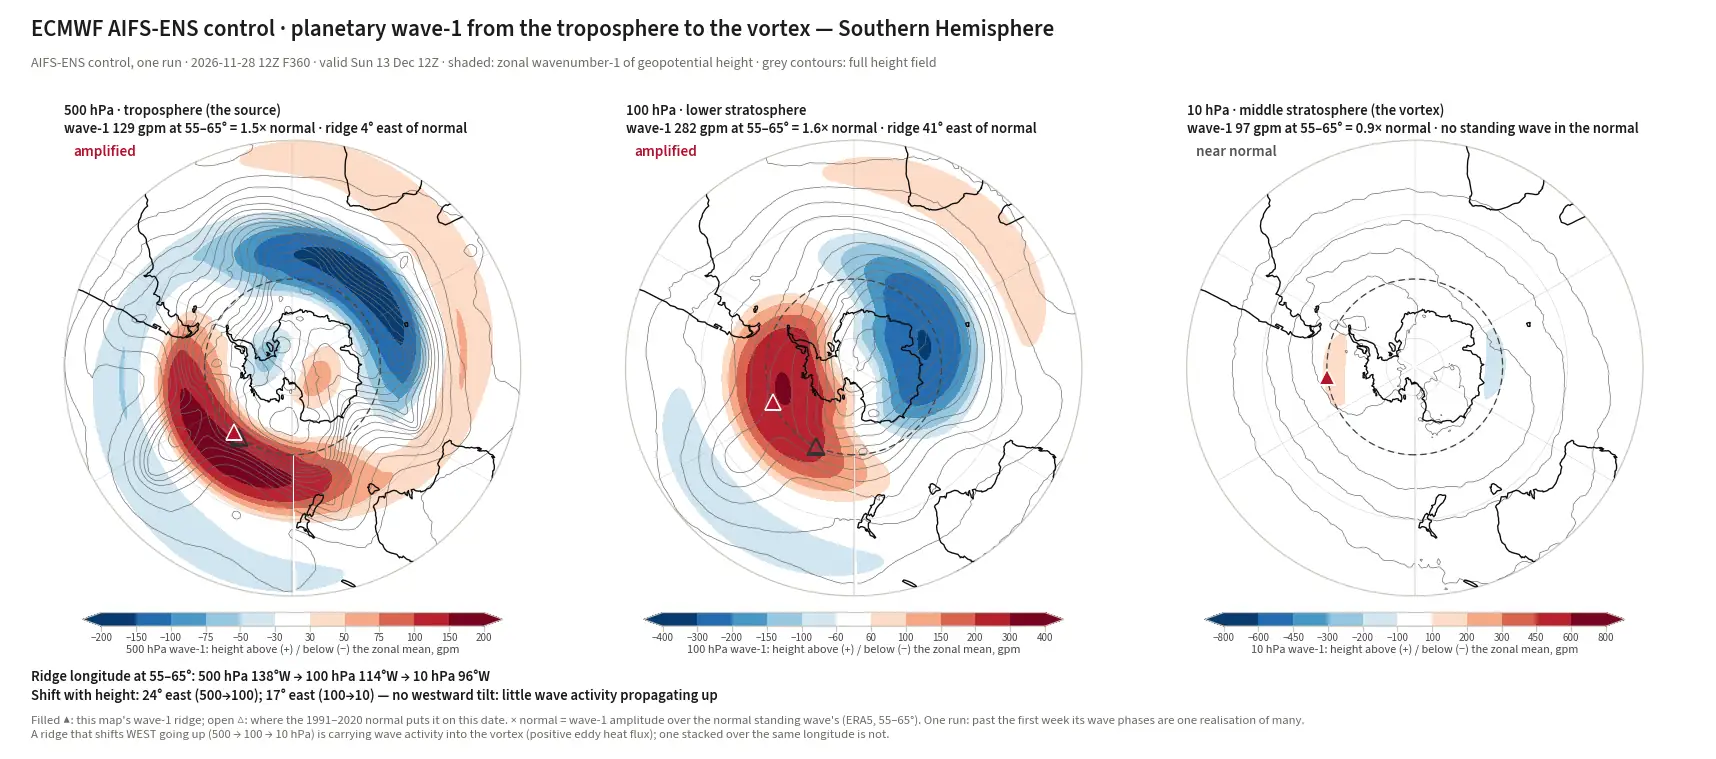 ECMWF AIFS-ENS control · planetary wave-1 from the troposphere to the vortex — Southern Hemisphere
AIFS-ENS control, one run · 2026-11-28 12Z F360 · valid Sun 13 Dec 12Z · shaded: zonal wavenumber-1 of geopotential height · grey contours: full height field
500 hPa · troposphere (the source)
wave-1 129 gpm at 55–65° = 1.5× normal · ridge 4° east of normal
amplified
100 hPa · lower stratosphere
wave-1 282 gpm at 55–65° = 1.6× normal · ridge 41° east of normal
amplified
10 hPa · middle stratosphere (the vortex)
wave-1 97 gpm at 55–65° = 0.9× normal · no standing wave in the normal
near normal
−200 −150 −100 −75 −50 −30 30 50 75 100 150 200
500 hPa wave-1: height above (+) / below (−) the zonal mean, gpm
−400 −300 −200 −150 −100 −60 60 100 150 200 300 400
100 hPa wave-1: height above (+) / below (−) the zonal mean, gpm
−800 −600 −450 −300 −200 −100 100 200 300 450 600 800
10 hPa wave-1: height above (+) / below (−) the zonal mean, gpm
Ridge longitude at 55–65°: 500 hPa 138°W → 100 hPa 114°W → 10 hPa 96°W
Shift with height: 24° east (500→100); 17° east (100→10) — no westward tilt: little wave activity propagating up
Filled ▲: this map's wave-1 ridge; open △: where the 1991–2020 normal puts it on this date. × normal = wave-1 amplitude over the normal standing wave's (ERA5, 55–65°). One run: past the first week its wave phases are one realisation of many.
A ridge that shifts WEST going up (500 → 100 → 10 hPa) is carrying wave activity into the vortex (positive eddy heat flux); one stacked over the same longitude is not.